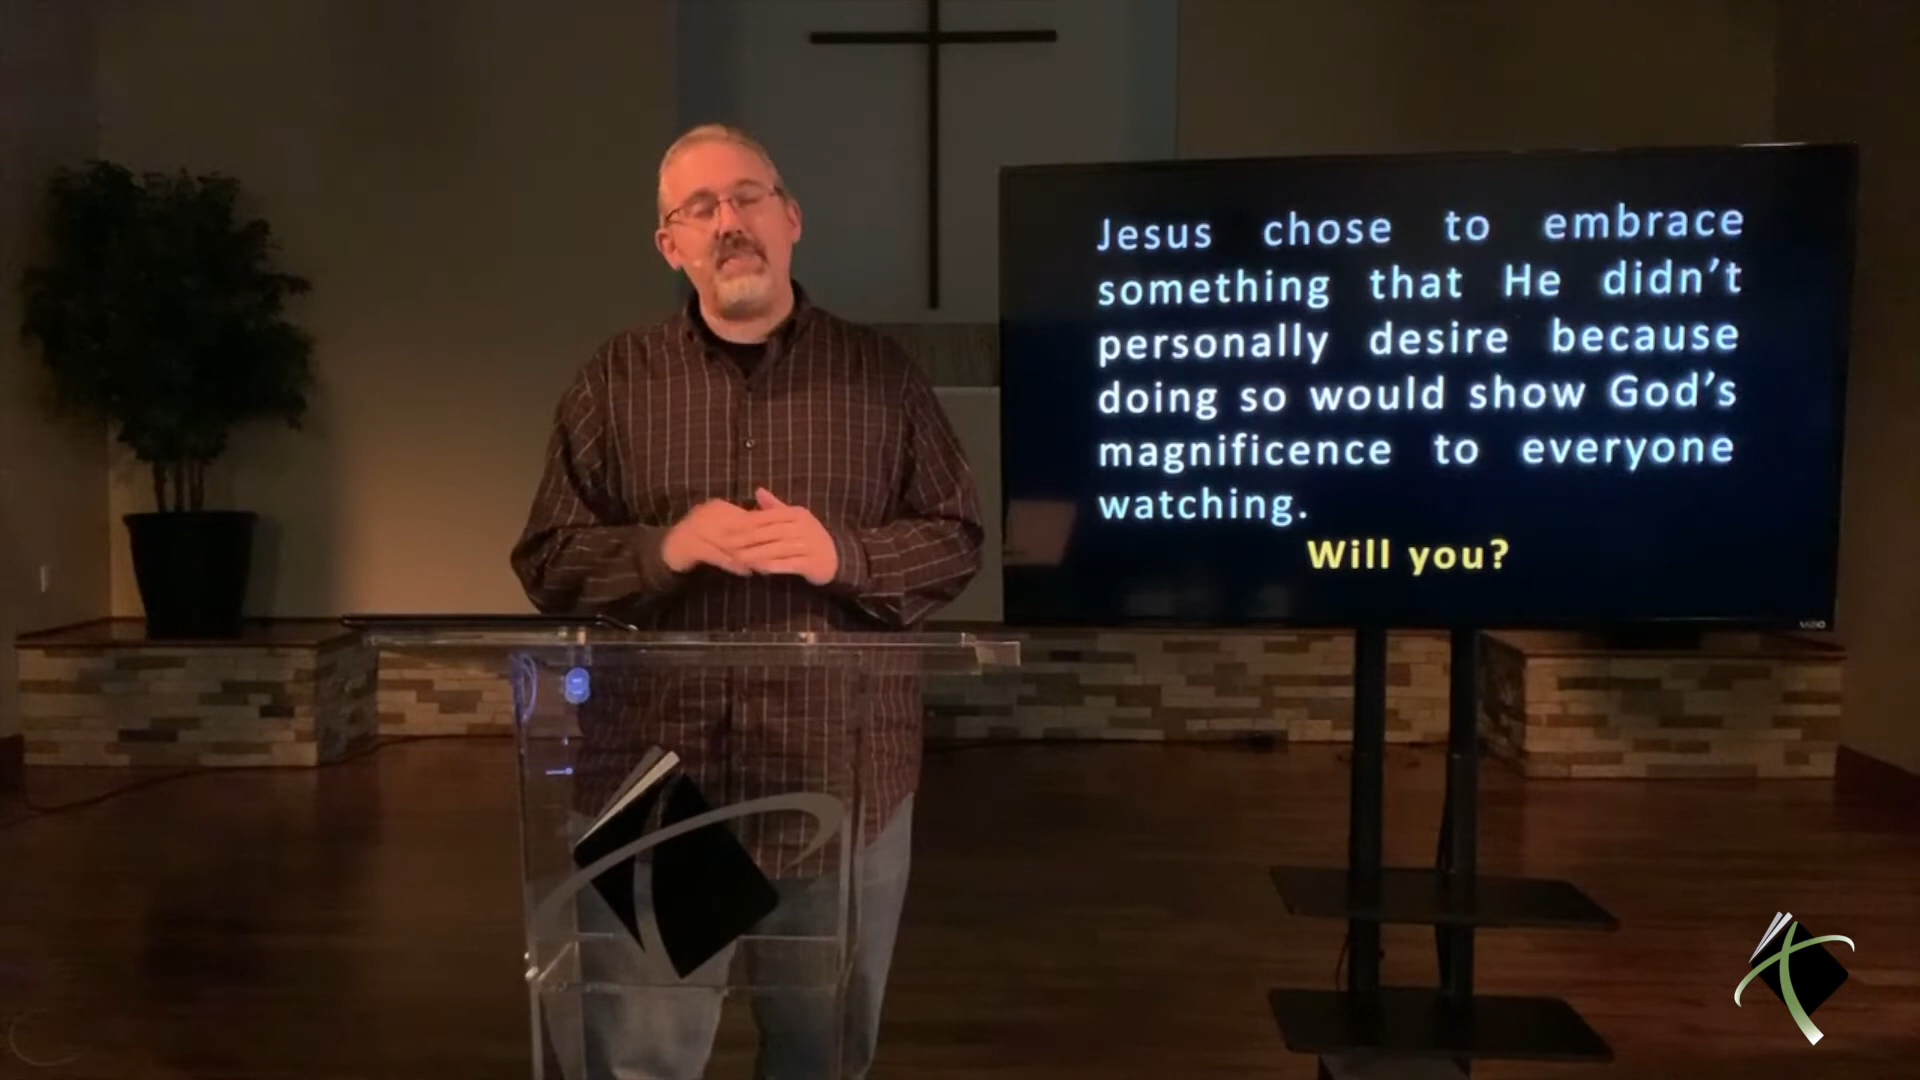 Jesus chose to embrace
something that He didn’t
personally desire because
doing so would show God’s
magnificence to everyone
watching.
Will you?
VIZIO